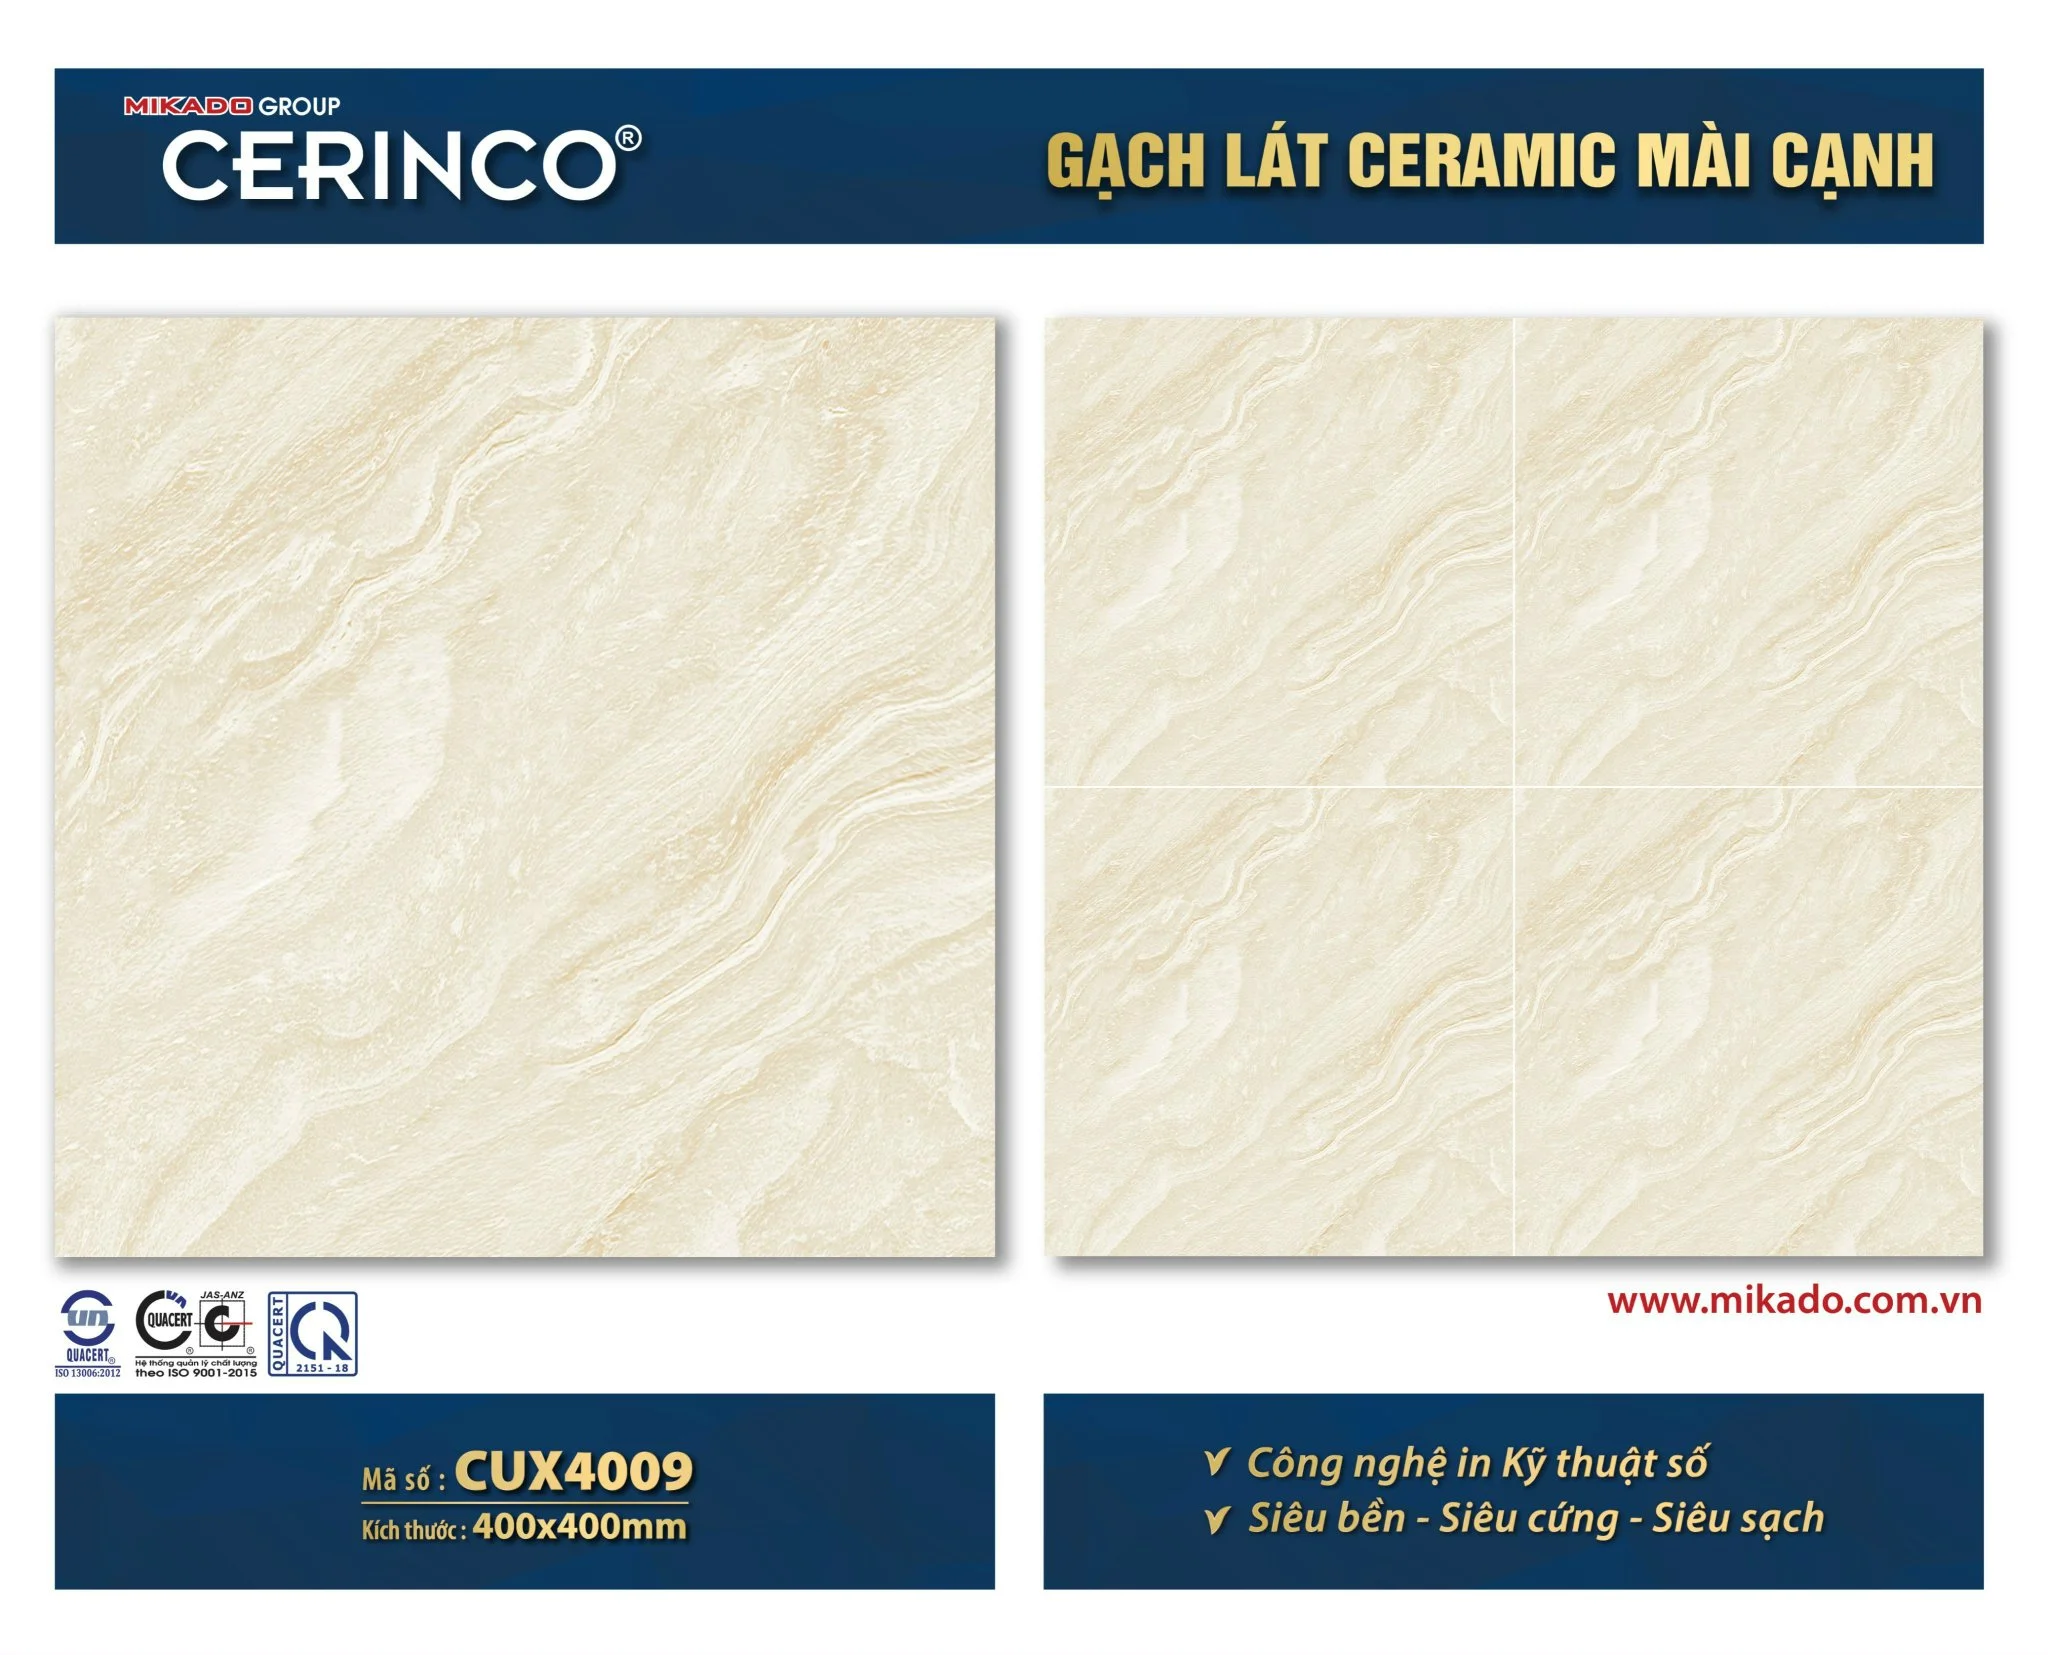 MIKADO GROUP
CERINCO®
GẠCH LÁT CERAMIC MÀI CẠNH
www.mikado.com.vn
QUACERT®
ISO 13006:2012
QUACERT
JAS-ANZ
® ®
Hệ thống quản lý chất lượng
theo ISO 9001-2015
QUACERT
2151 - 18
Mã số : CUX4009
Kích thước : 400x400mm
Công nghệ in Kỹ thuật số
Siêu bền - Siêu cứng - Siêu sạch